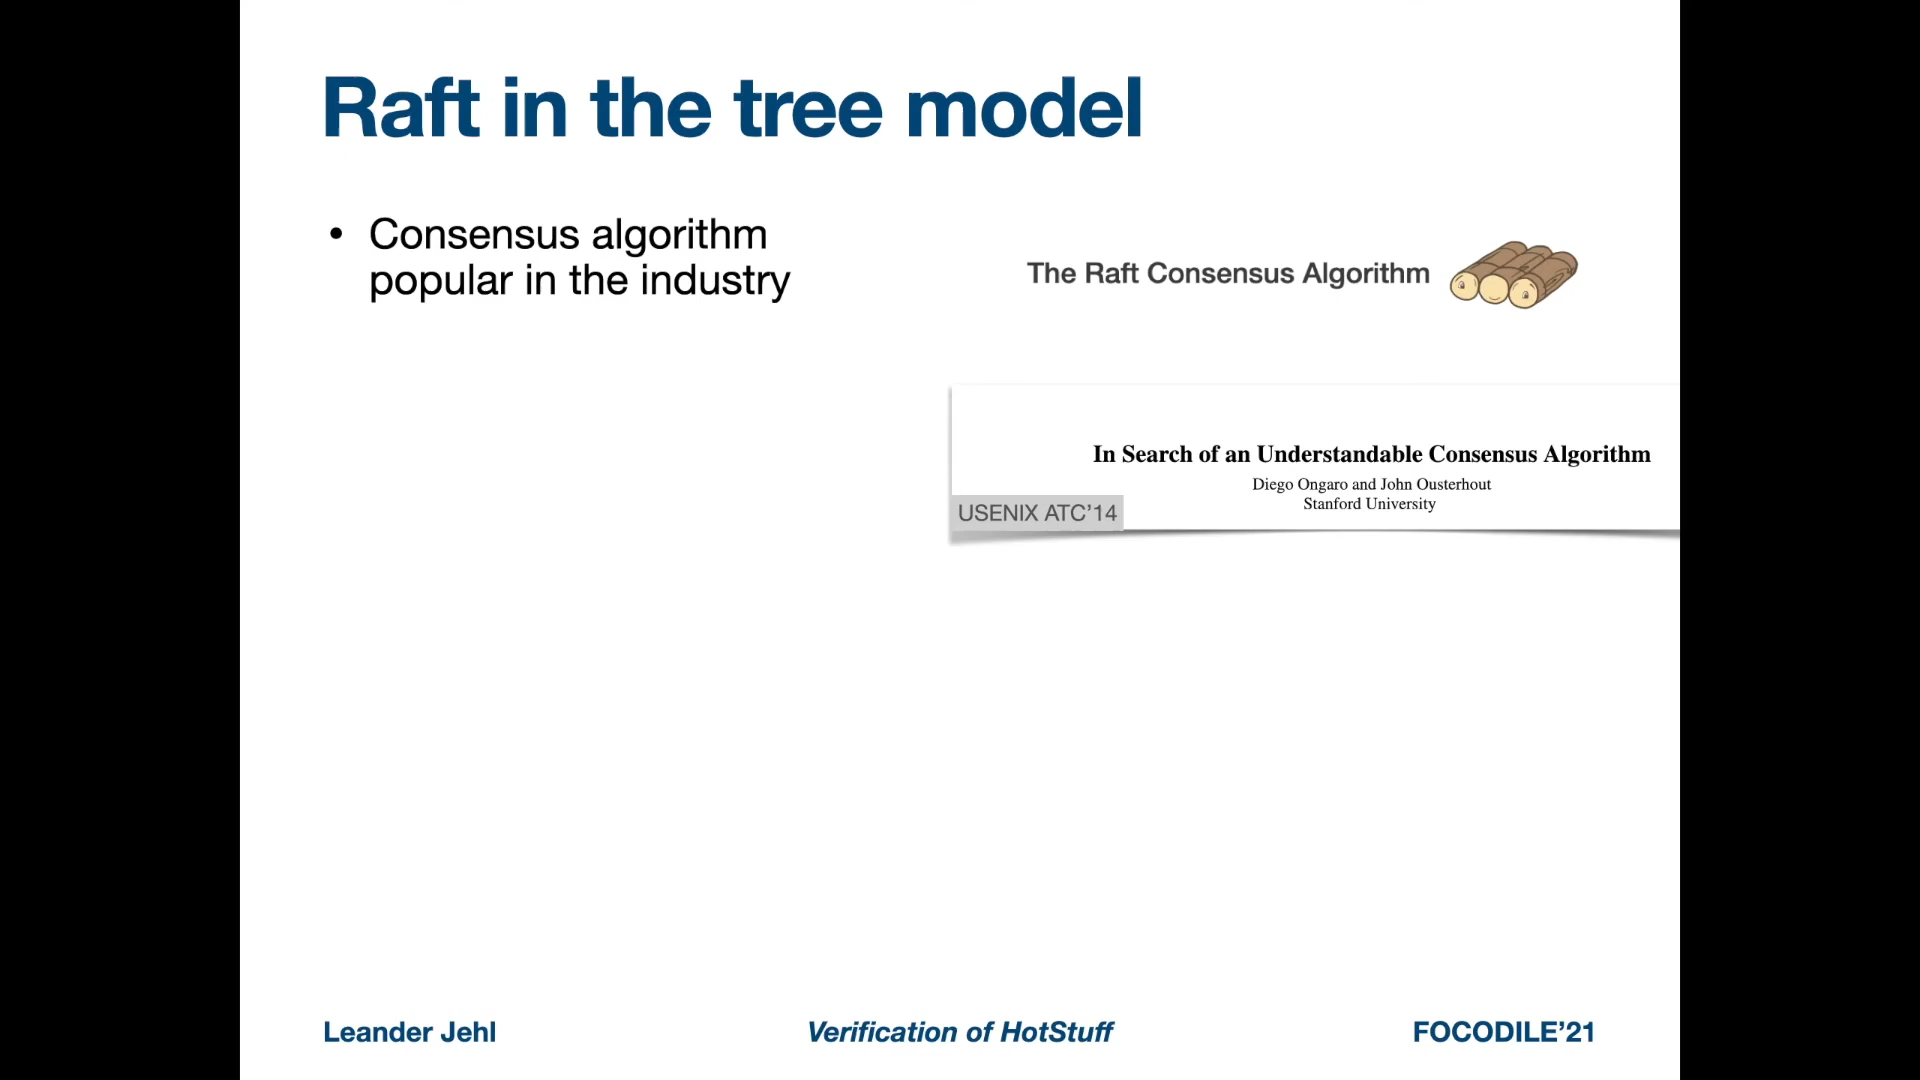 Raft in the tree model
• Consensus algorithm
popular in the industry
The Raft Consensus Algorithm
In Search of an Understandable Consensus Algorithm
Diego Ongaro and John Ousterhout
Stanford University
USENIX ATC’14
Leander Jehl
Verification of HotStuff
FOCODILE’21